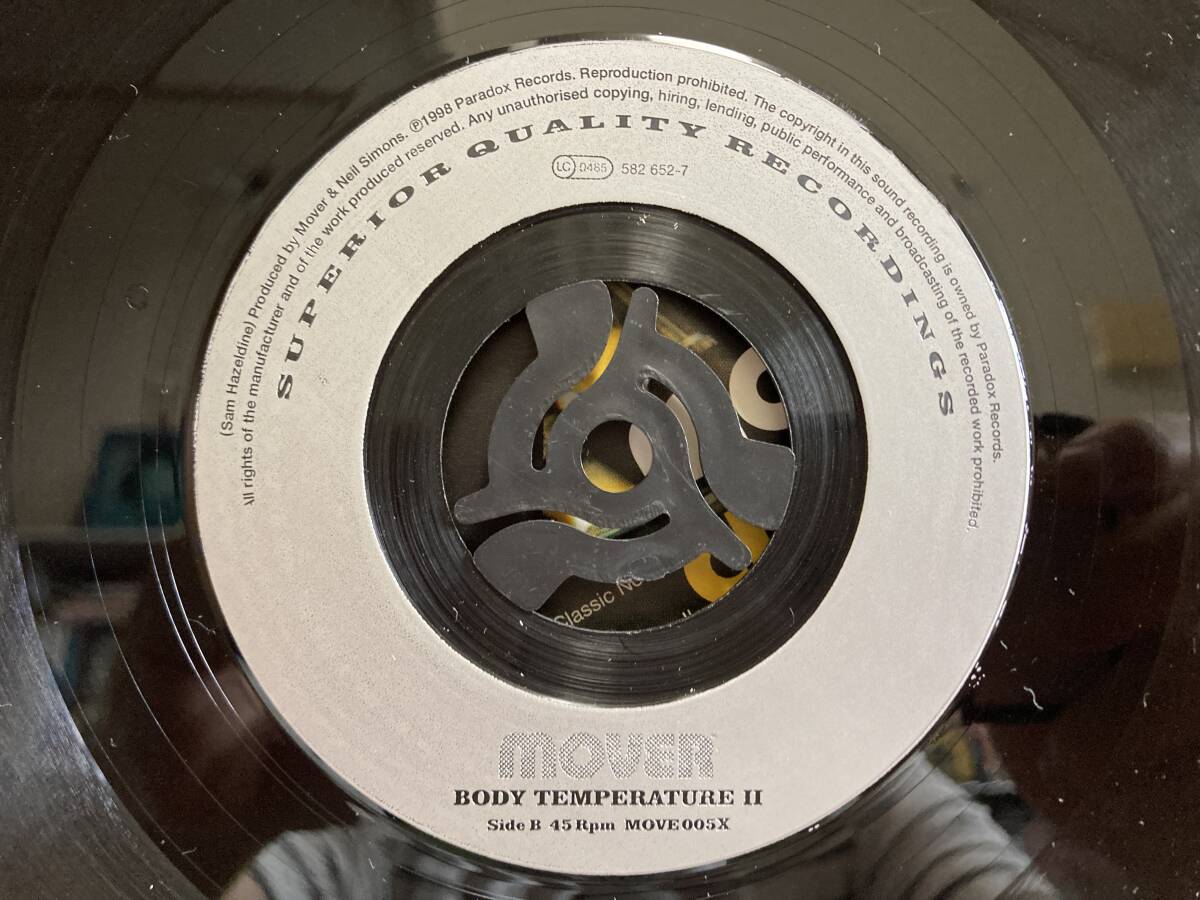 (Sam Hazeldine) Produced by Mover & Neil Simons. ℗1998 Paradox Records. Reproduction prohibited. The copyright in this sound recording is owned by Paradox Records.
All rights of the manufacturer and of the work produced reserved. Any unauthorised copying, hiring, lending, public performance and broadcasting of the recorded work prohibited.
SUPERIOR QUALITY RECORDINGS
LC 0485 582 652-7
Classic
MOVER
BODY TEMPERATURE II
Side B 45 Rpm MOVE005X